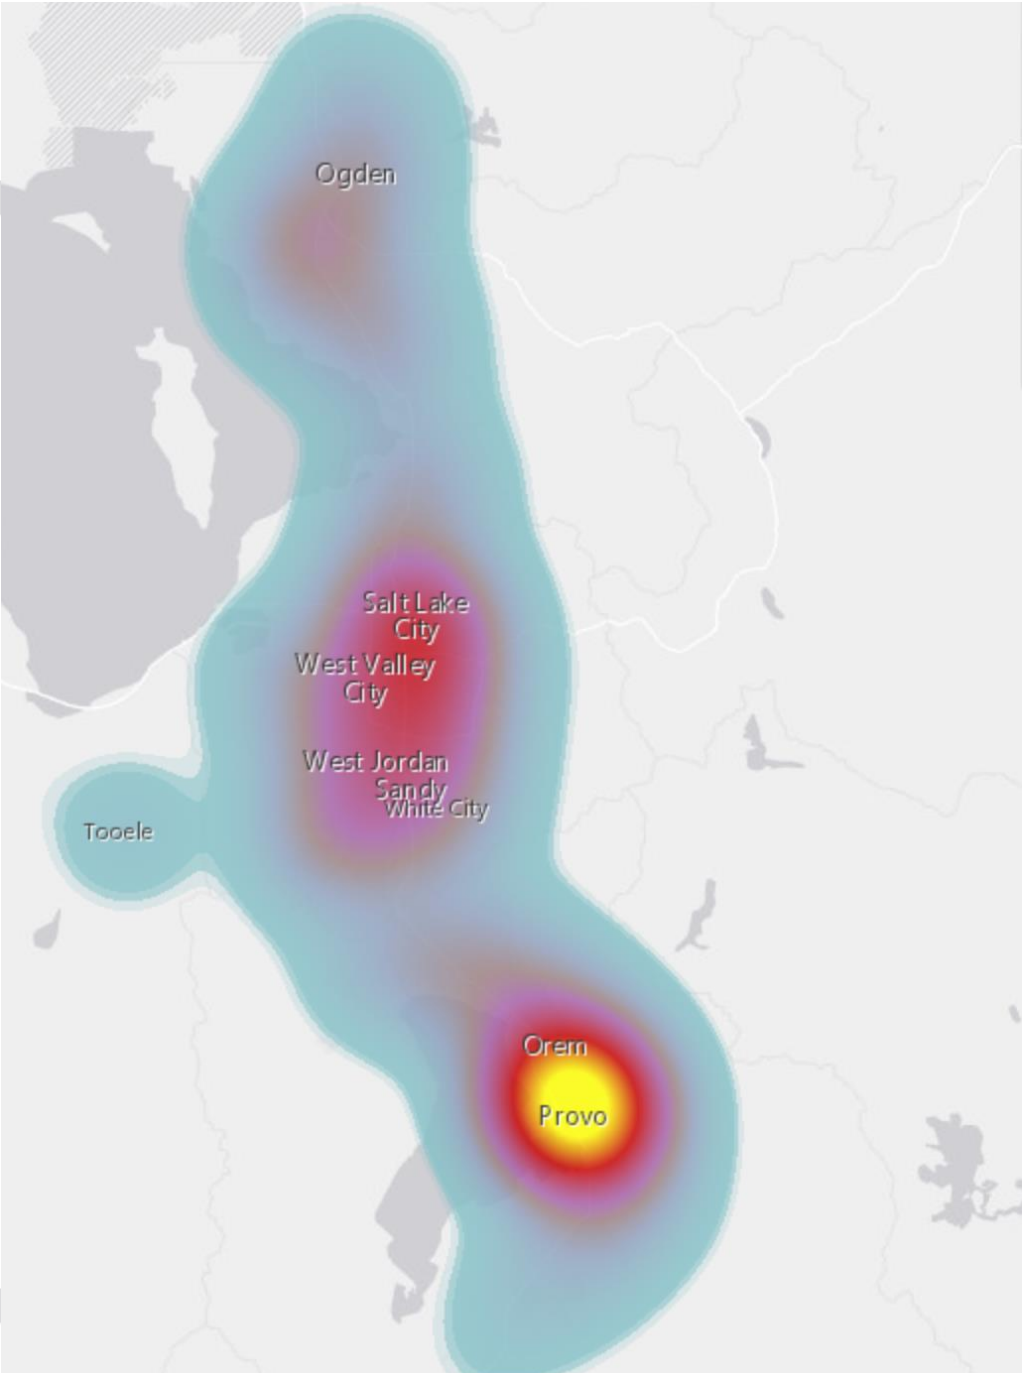 Ogden
Salt Lake
City
West Valley
City
West Jordan
Sandy
White City
Tooele
Orem
Provo